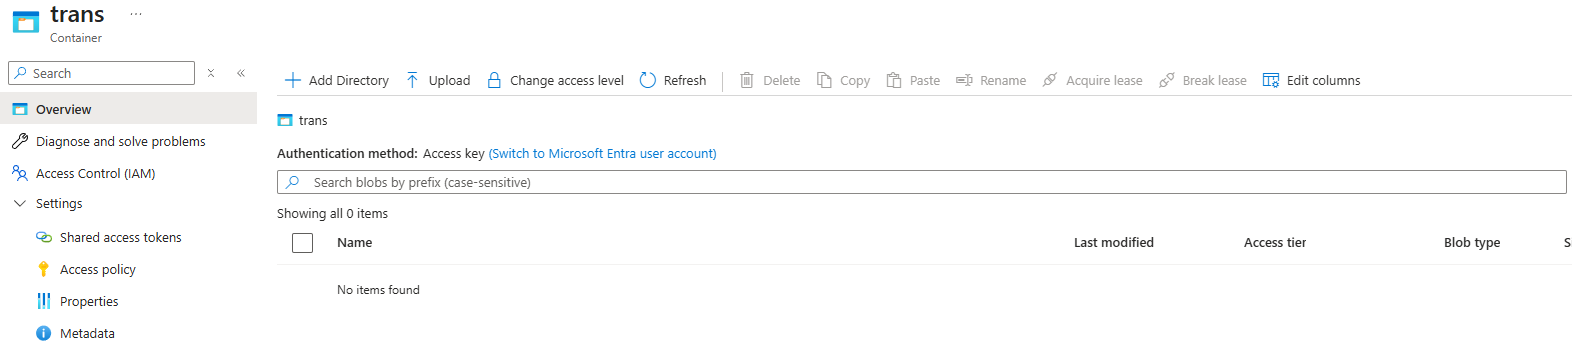 trans
...
Container
Search
Add Directory Upload Change access level Refresh Delete Copy Paste Rename Acquire lease Break lease Edit columns
Overview
Diagnose and solve problems
Access Control (IAM)
Settings
Shared access tokens
Access policy
Properties
Metadata
trans
Authentication method: Access key (Switch to Microsoft Entra user account)
Search blobs by prefix (case-sensitive)
Showing all 0 items
Name Last modified Access tier Blob type
No items found